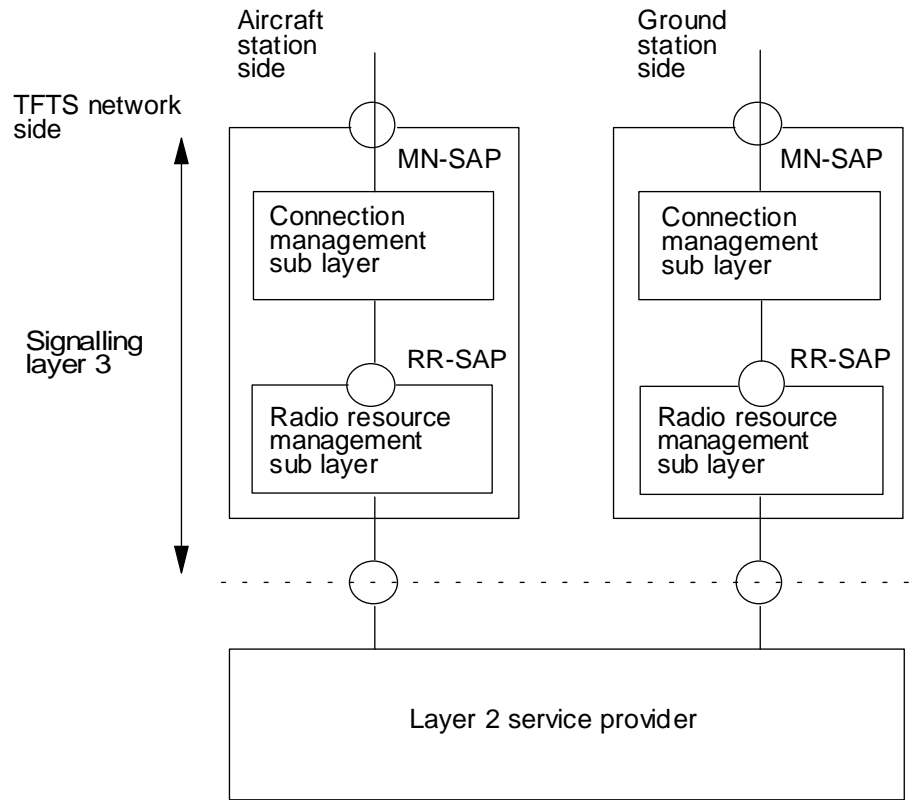 Aircraft
station
side
Ground
station
side
TFTS network
side
MN-SAP
MN-SAP
Connection
management
sub layer
Connection
management
sub layer
Signalling
layer 3
RR-SAP
RR-SAP
Radio resource
management
sub layer
Radio resource
management
sub layer
Layer 2 service provider